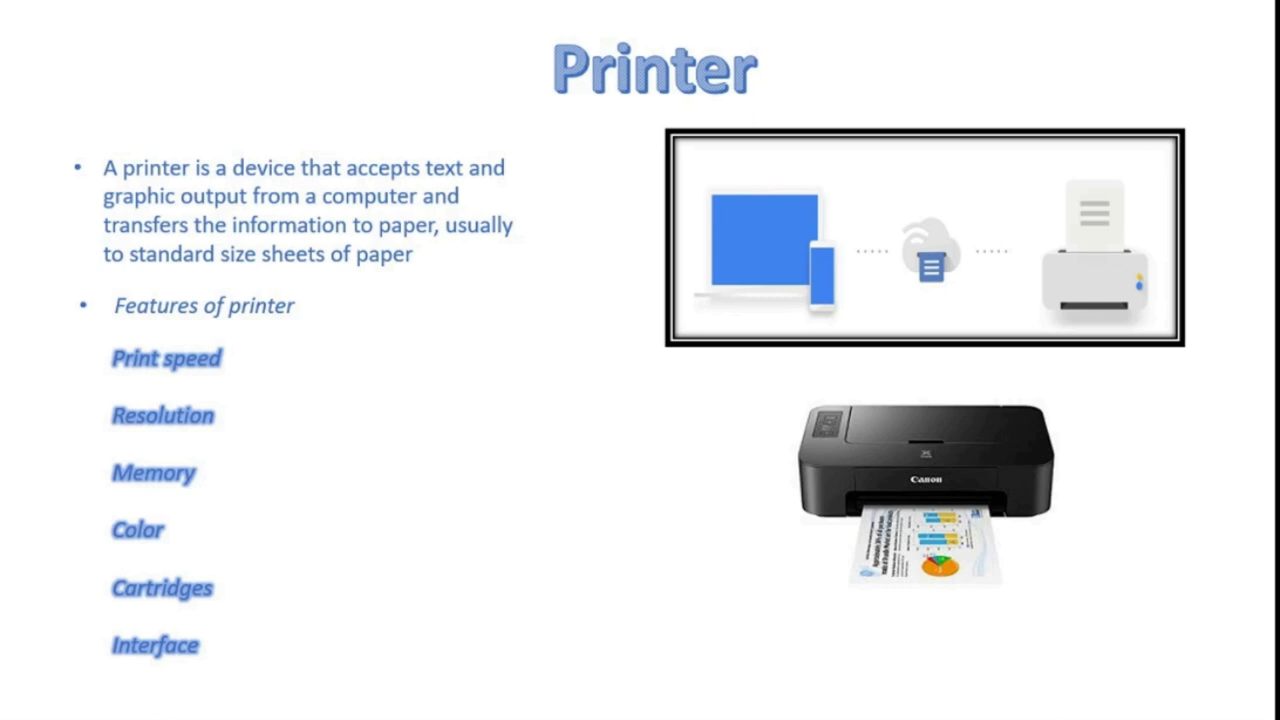 Printer
• A printer is a device that accepts text and
graphic output from a computer and
transfers the information to paper, usually
to standard size sheets of paper
• Features of printer
Print speed
Resolution
Memory
Color
Cartridges
Interface
Canon